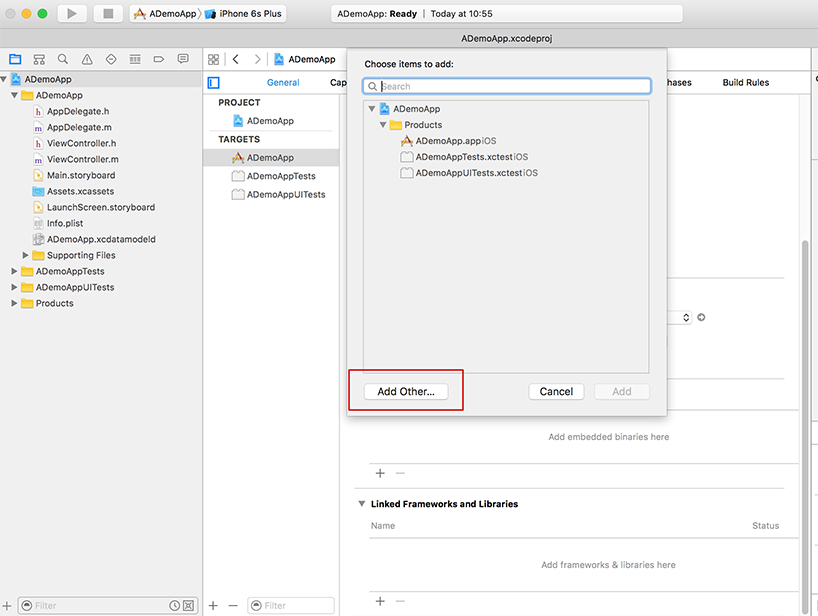 ADemoApp
iPhone 6s Plus
ADemoApp: Ready | Today at 10:55
ADemoApp.xcodeproj
ADemoApp
ADemoApp
AppDelegate.h
AppDelegate.m
ViewController.h
ViewController.m
Main.storyboard
Assets.xcassets
LaunchScreen.storyboard
Info.plist
ADemoApp.xcdatamodeld
Supporting Files
ADemoAppTests
ADemoAppUITests
Products
Filter
ADemoApp
General
Cap
hases
Build Rules
PROJECT
ADemoApp
TARGETS
ADemoApp
ADemoAppTests
ADemoAppUITests
Filter
Choose items to add:
Search
ADemoApp
Products
ADemoApp.app iOS
ADemoAppTests.xctest iOS
ADemoAppUITests.xctest iOS
Add Other...
Cancel
Add
Add embedded binaries here
Linked Frameworks and Libraries
Name
Status
Add frameworks & libraries here